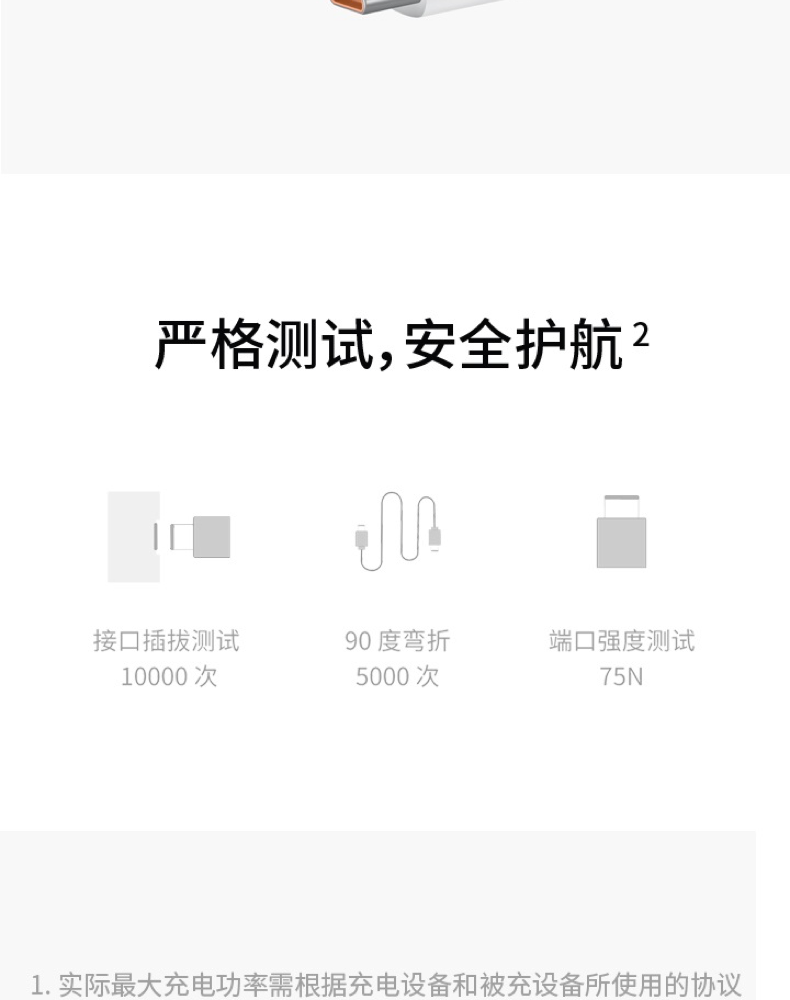 严格测试，安全护航2
接口插拔测试
10000 次
90 度弯折
5000 次
端口强度测试
75N
1. 实际最大充电功率需根据充电设备和被充设备所使用的协议